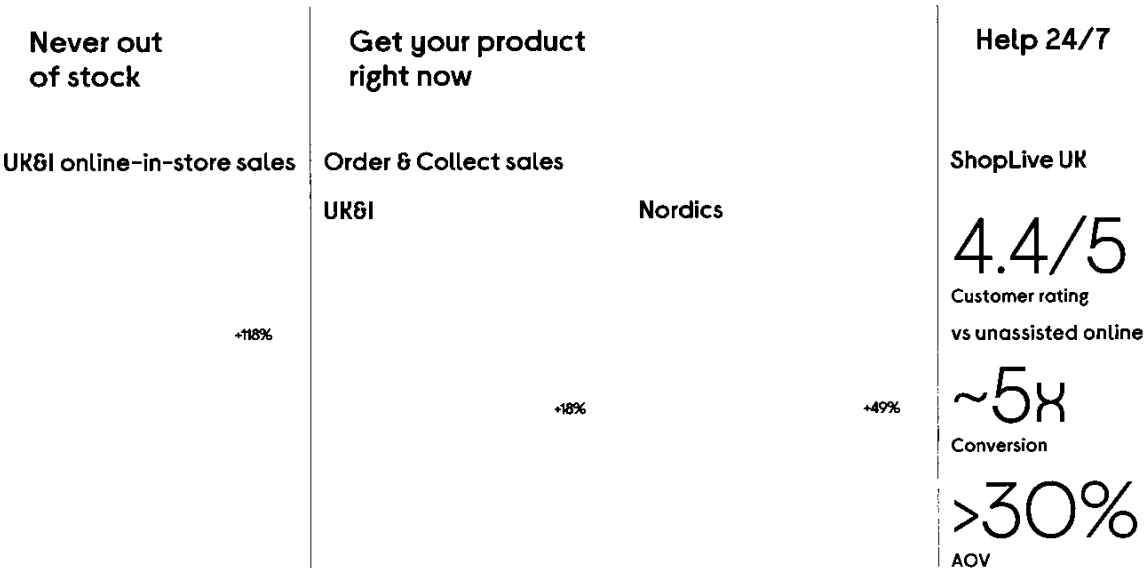 Never out
of stock
UK&I online-in-store sales
+118%
Get your product
right now
Order & Collect sales
UK&I
+18%
Nordics
+49%
Help 24/7
ShopLive UK
4.4/5
Customer rating
vs unassisted online
~5x
Conversion
>30%
AOV